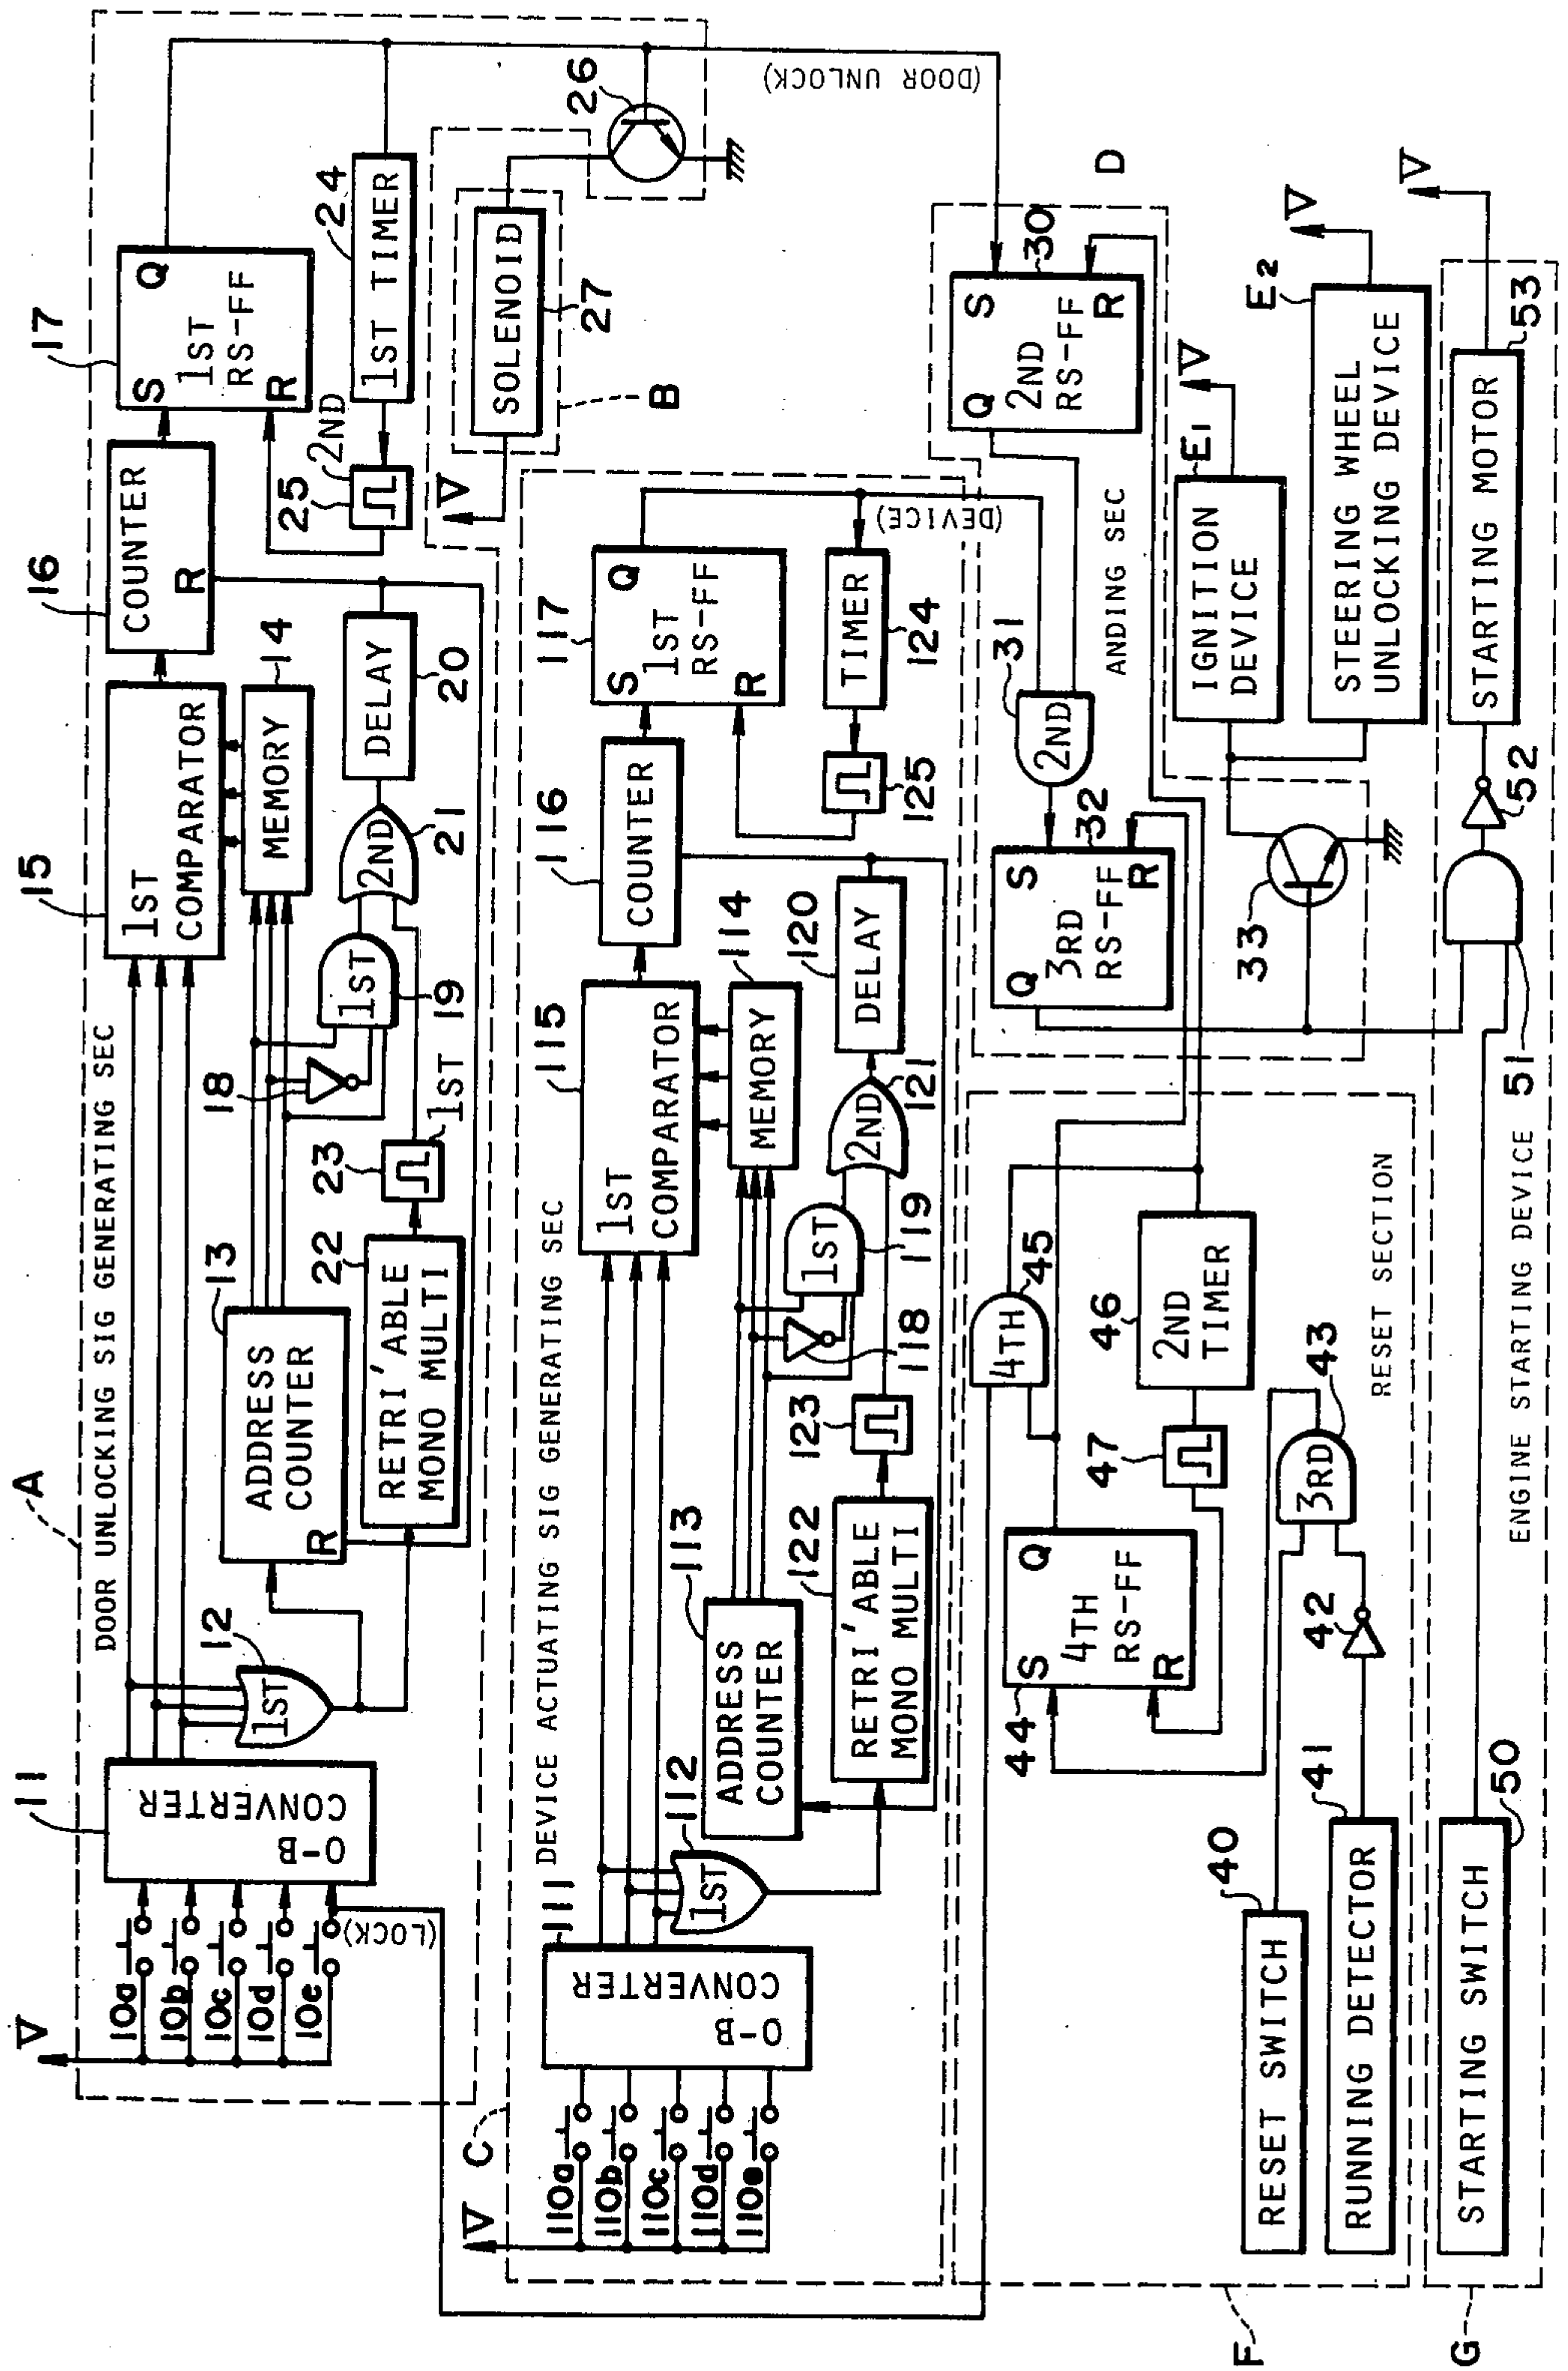 A
DOOR UNLOCKING SIG GENERATING SEC
V
10a
10b
10c
10d
10e
(LOCK)
11
O-B
CONVERTER
12
1ST
13
ADDRESS
COUNTER
R
22
RETRI'ABLE
MONO MULTI
23
1ST
18
19
1ST
21
2ND
20
DELAY
14
MEMORY
15
1ST
COMPARATOR
16
COUNTER
R
17
S
Q
1ST
RS-FF
R
24
1ST TIMER
25
2ND
26
(DOOR UNLOCK)
SOLENOID
27
B
V
C
DEVICE ACTUATING SIG GENERATING SEC
V
110a
110b
110c
110d
110e
111
O-B
CONVERTER
112
1ST
113
ADDRESS
COUNTER
122
RETRI'ABLE
MONO MULTI
123
118
119
1ST
121
2ND
120
DELAY
114
MEMORY
115
1ST
COMPARATOR
116
COUNTER
117
S
Q
1ST
RS-FF
R
TIMER
124
125
(DEVICE)
D
ANDING SEC
30
S
Q
2ND
RS-FF
R
31
2ND
32
S
Q
3RD
RS-FF
R
33
E1
IGNITION
DEVICE
V
E2
STEERING WHEEL
UNLOCKING DEVICE
V
F
RESET SECTION
40
RESET SWITCH
41
RUNNING DETECTOR
42
43
3RD
44
S
Q
4TH
RS-FF
R
45
4TH
46
2ND
TIMER
47
G
ENGINE STARTING DEVICE
50
STARTING SWITCH
51
52
53
STARTING MOTOR
V